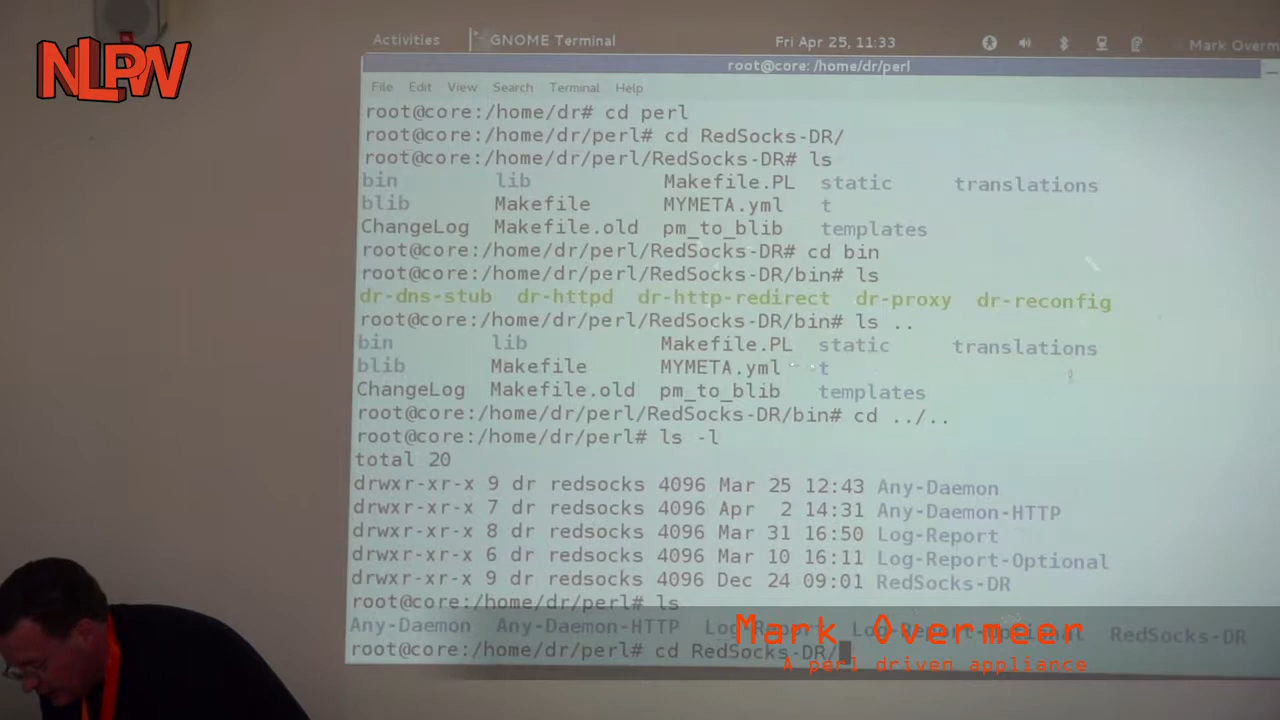 NLPW
Activities GNOME Terminal Fri Apr 25, 11:33 Mark Overm
root@core: /home/dr/perl
File Edit View Search Terminal Help
root@core:/home/dr# cd perl
root@core:/home/dr/perl# cd RedSocks-DR/
root@core:/home/dr/perl/RedSocks-DR# ls
bin lib Makefile.PL static translations
blib Makefile MYMETA.yml t
ChangeLog Makefile.old pm_to_blib templates
root@core:/home/dr/perl/RedSocks-DR# cd bin
root@core:/home/dr/perl/RedSocks-DR/bin# ls
dr-dns-stub dr-httpd dr-http-redirect dr-proxy dr-reconfig
root@core:/home/dr/perl/RedSocks-DR/bin# ls ..
bin lib Makefile.PL static translations
blib Makefile MYMETA.yml t
ChangeLog Makefile.old pm_to_blib templates
root@core:/home/dr/perl/RedSocks-DR/bin# cd ../..
root@core:/home/dr/perl# ls -l
total 20
drwxr-xr-x 9 dr redsocks 4096 Mar 25 12:43 Any-Daemon
drwxr-xr-x 7 dr redsocks 4096 Apr 2 14:31 Any-Daemon-HTTP
drwxr-xr-x 8 dr redsocks 4096 Mar 31 16:50 Log-Report
drwxr-xr-x 6 dr redsocks 4096 Mar 10 16:11 Log-Report-Optional
drwxr-xr-x 9 dr redsocks 4096 Dec 24 09:01 RedSocks-DR
root@core:/home/dr/perl# ls
Any-Daemon Any-Daemon-HTTP Log-Report Log-Report-Optional RedSocks-DR
root@core:/home/dr/perl# cd RedSocks-DR/
Mark Overmeer
A perl driven appliance